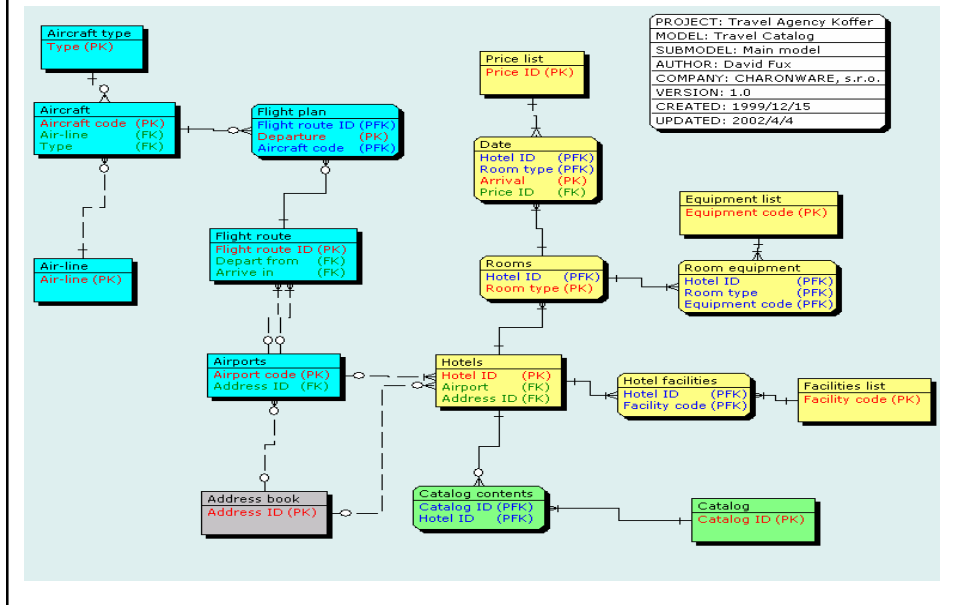 PROJECT: Travel Agency Koffer
MODEL: Travel Catalog
SUBMODEL: Main model
AUTHOR: David Fux
COMPANY: CHARONWARE, s.r.o.
VERSION: 1.0
CREATED: 1999/12/15
UPDATED: 2002/4/4
Aircraft type
Type (PK)
Aircraft
Aircraft code (PK)
Air-line (FK)
Type (FK)
Flight plan
Flight route ID (PFK)
Departure (PK)
Aircraft code (PFK)
Price list
Price ID (PK)
Date
Hotel ID (PFK)
Room type (PFK)
Arrival (PK)
Price ID (FK)
Equipment list
Equipment code (PK)
Air-line
Air-line (PK)
Flight route
Flight route ID (PK)
Depart from (FK)
Arrive in (FK)
Rooms
Hotel ID (PFK)
Room type (PK)
Room equipment
Hotel ID (PFK)
Room type (PFK)
Equipment code (PFK)
Airports
Airport code (PK)
Address ID (FK)
Hotels
Hotel ID (PK)
Airport (FK)
Address ID (FK)
Hotel facilities
Hotel ID (PFK)
Facility code (PFK)
Facilities list
Facility code (PK)
Address book
Address ID (PK)
Catalog contents
Catalog ID (PFK)
Hotel ID (PFK)
Catalog
Catalog ID (PK)